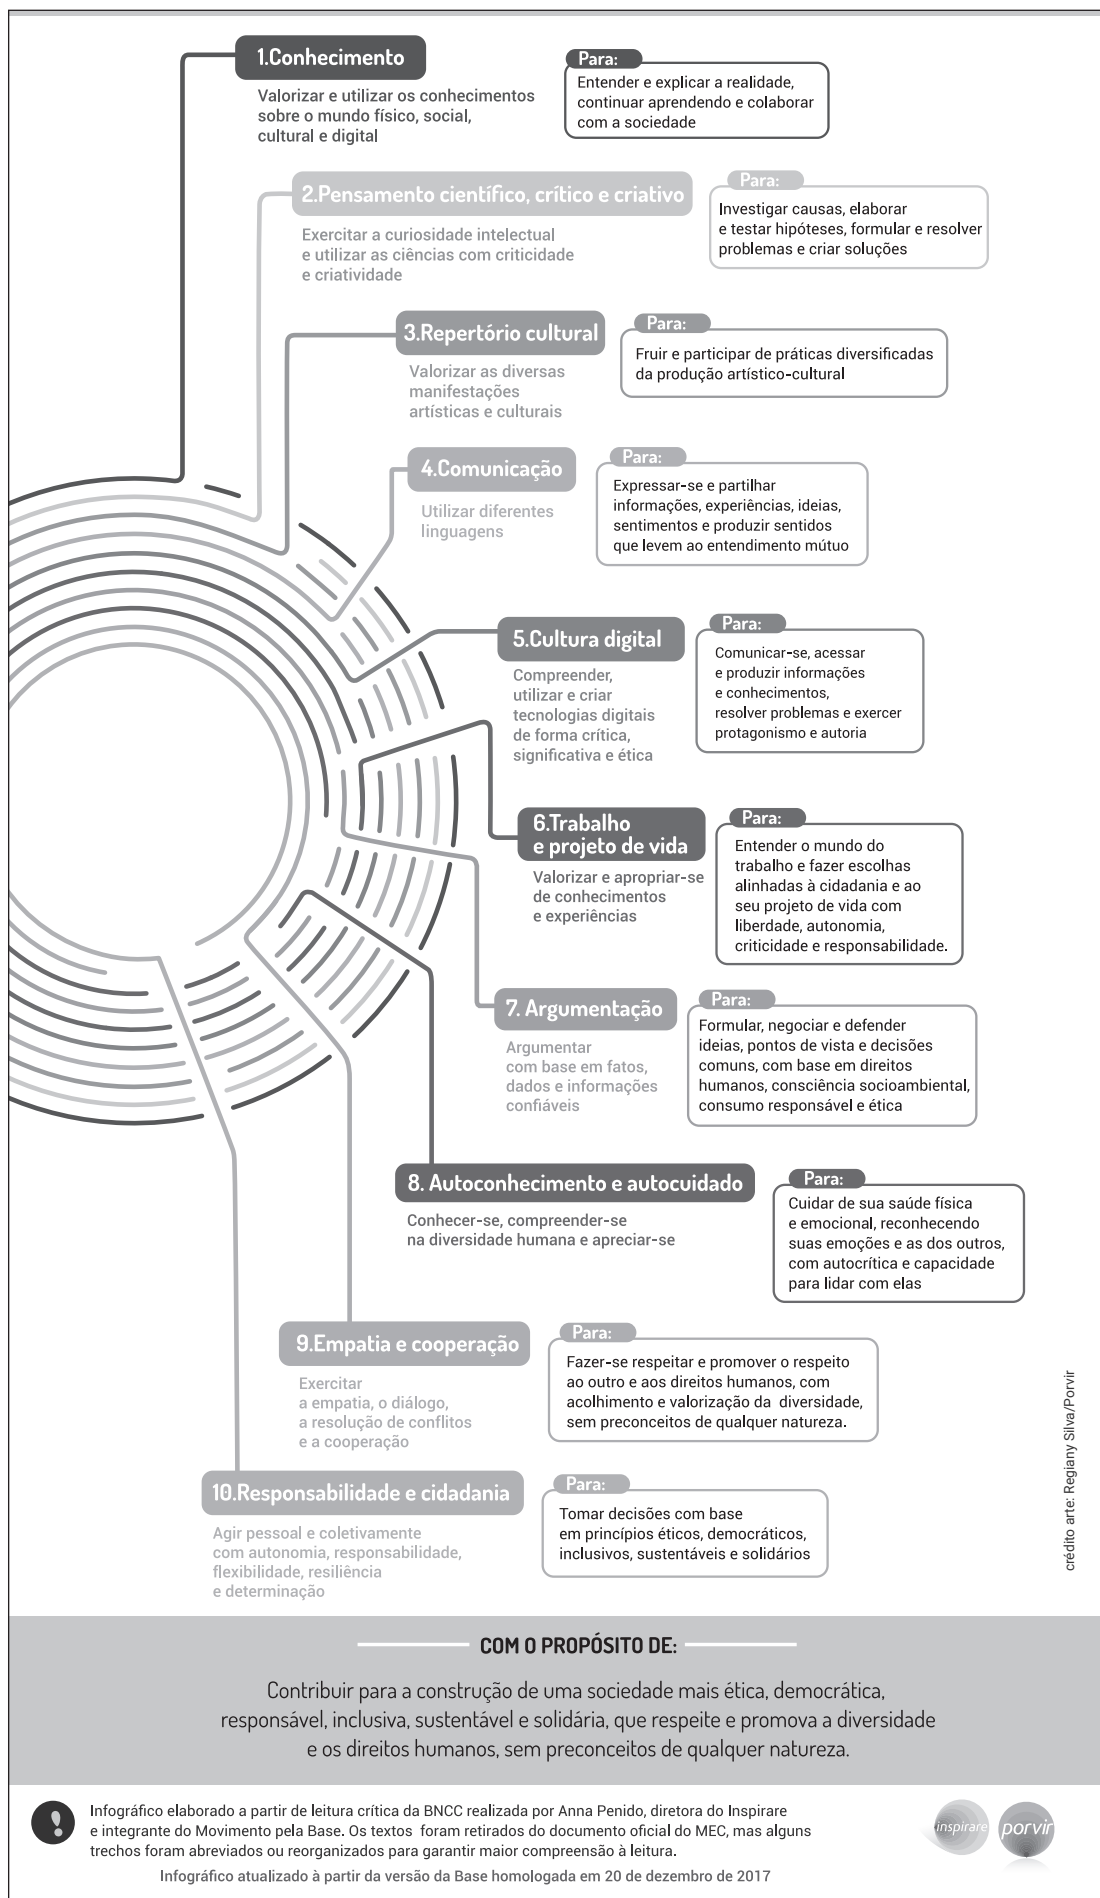 1.Conhecimento
Valorizar e utilizar os conhecimentos
sobre o mundo físico, social,
cultural e digital
Para:
Entender e explicar a realidade,
continuar aprendendo e colaborar
com a sociedade
2.Pensamento científico, crítico e criativo
Exercitar a curiosidade intelectual
e utilizar as ciências com criticidade
e criatividade
Para:
Investigar causas, elaborar
e testar hipóteses, formular e resolver
problemas e criar soluções
3.Repertório cultural
Valorizar as diversas
manifestações
artísticas e culturais
Para:
Fruir e participar de práticas diversificadas
da produção artístico-cultural
4.Comunicação
Utilizar diferentes
linguagens
Para:
Expressar-se e partilhar
informações, experiências, ideias,
sentimentos e produzir sentidos
que levem ao entendimento mútuo
5.Cultura digital
Compreender,
utilizar e criar
tecnologias digitais
de forma crítica,
significativa e ética
Para:
Comunicar-se, acessar
e produzir informações
e conhecimentos,
resolver problemas e exercer
protagonismo e autoria
6.Trabalho
e projeto de vida
Valorizar e apropriar-se
de conhecimentos
e experiências
Para:
Entender o mundo do
trabalho e fazer escolhas
alinhadas à cidadania e ao
seu projeto de vida com
liberdade, autonomia,
criticidade e responsabilidade.
7. Argumentação
Argumentar
com base em fatos,
dados e informações
confiáveis
Para:
Formular, negociar e defender
ideias, pontos de vista e decisões
comuns, com base em direitos
humanos, consciência socioambiental,
consumo responsável e ética
8. Autoconhecimento e autocuidado
Conhecer-se, compreender-se
na diversidade humana e apreciar-se
Para:
Cuidar de sua saúde física
e emocional, reconhecendo
suas emoções e as dos outros,
com autocrítica e capacidade
para lidar com elas
9.Empatia e cooperação
Exercitar
a empatia, o diálogo,
a resolução de conflitos
e a cooperação
Para:
Fazer-se respeitar e promover o respeito
ao outro e aos direitos humanos, com
acolhimento e valorização da diversidade,
sem preconceitos de qualquer natureza.
10.Responsabilidade e cidadania
Agir pessoal e coletivamente
com autonomia, responsabilidade,
flexibilidade, resiliência
e determinação
Para:
Tomar decisões com base
em princípios éticos, democráticos,
inclusivos, sustentáveis e solidários
crédito arte: Regiany Silva/Porvir
COM O PROPÓSITO DE:
Contribuir para a construção de uma sociedade mais ética, democrática,
responsável, inclusiva, sustentável e solidária, que respeite e promova a diversidade
e os direitos humanos, sem preconceitos de qualquer natureza.
!
Infográfico elaborado a partir de leitura crítica da BNCC realizada por Anna Penido, diretora do Inspirare
e integrante do Movimento pela Base. Os textos foram retirados do documento oficial do MEC, mas alguns
trechos foram abreviados ou reorganizados para garantir maior compreensão à leitura.
Infográfico atualizado à partir da versão da Base homologada em 20 de dezembro de 2017
inspirare
porvir